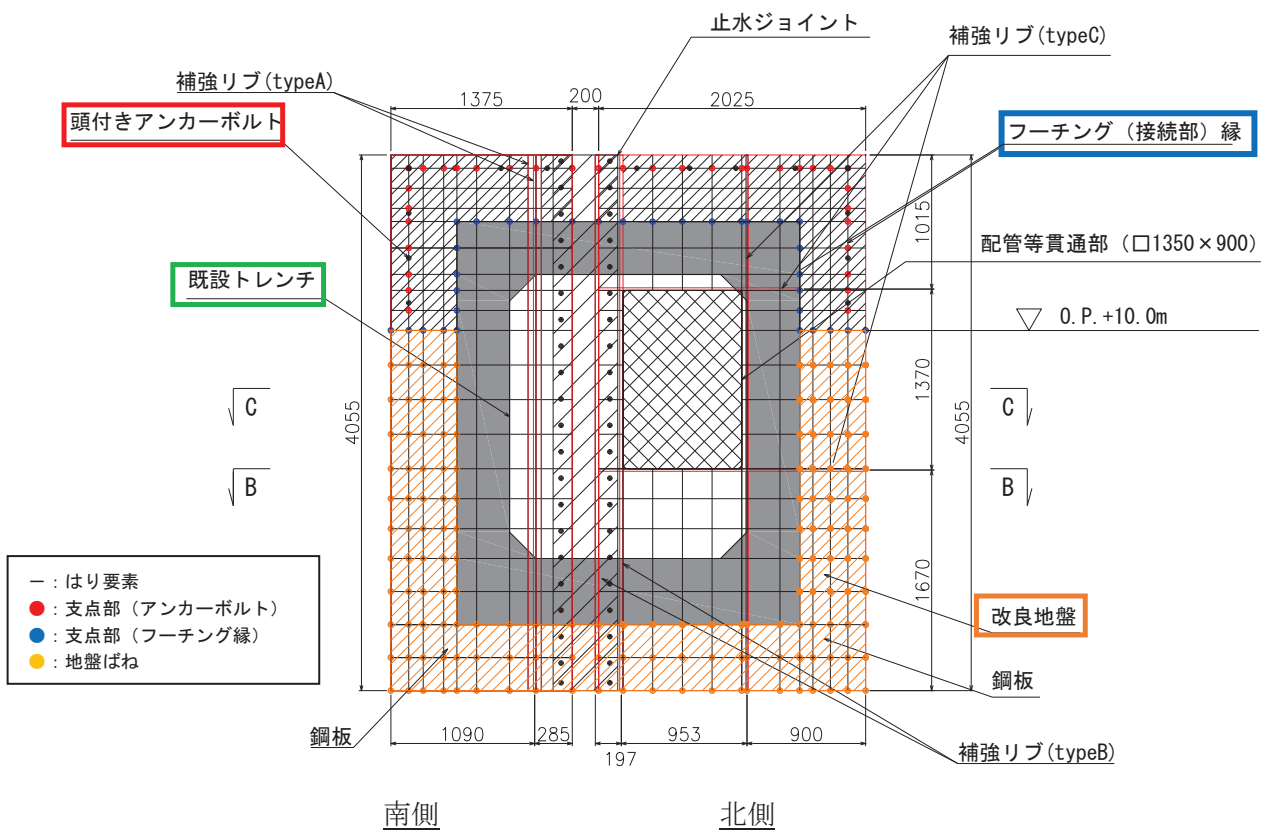 止水ジョイント
補強リブ(typeC)
補強リブ(typeA)
1375
200
2025
頭付きアンカーボルト
フーチング（接続部）縁
1015
配管等貫通部（□1350×900）
既設トレンチ
▽ O.P.+10.0m
1370
C
C
4055
4055
B
B
－：はり要素
●：支点部（アンカーボルト）
●：支点部（フーチング縁）
●：地盤ばね
1670
改良地盤
鋼板
鋼板
1090
285
953
900
197
補強リブ(typeB)
南側
北側